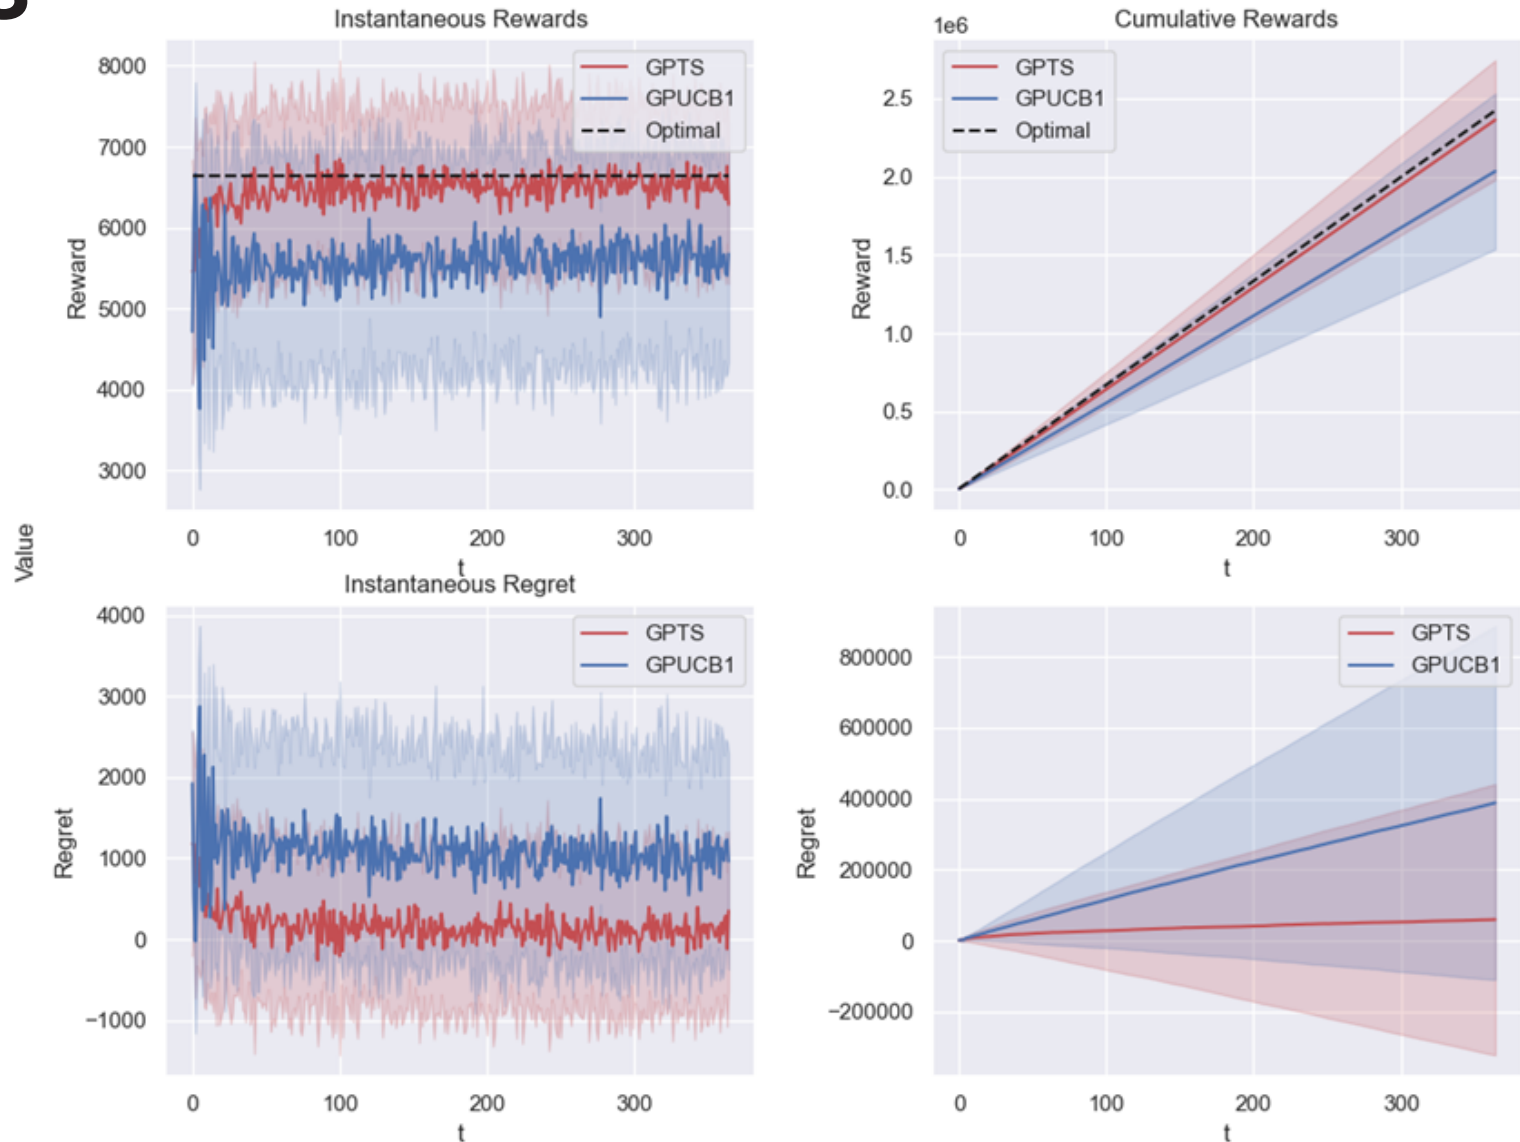 Instantaneous Rewards
8000
7000
6000
5000
4000
3000
Reward
GPTS
GPUCB1
Optimal
0 100 200 300
t
Cumulative Rewards
1e6
2.5
2.0
1.5
1.0
0.5
0.0
Reward
GPTS
GPUCB1
Optimal
0 100 200 300
t
Value
Instantaneous Regret
4000
3000
2000
1000
0
−1000
Regret
GPTS
GPUCB1
0 100 200 300
t
800000
600000
400000
200000
0
−200000
Regret
GPTS
GPUCB1
0 100 200 300
t